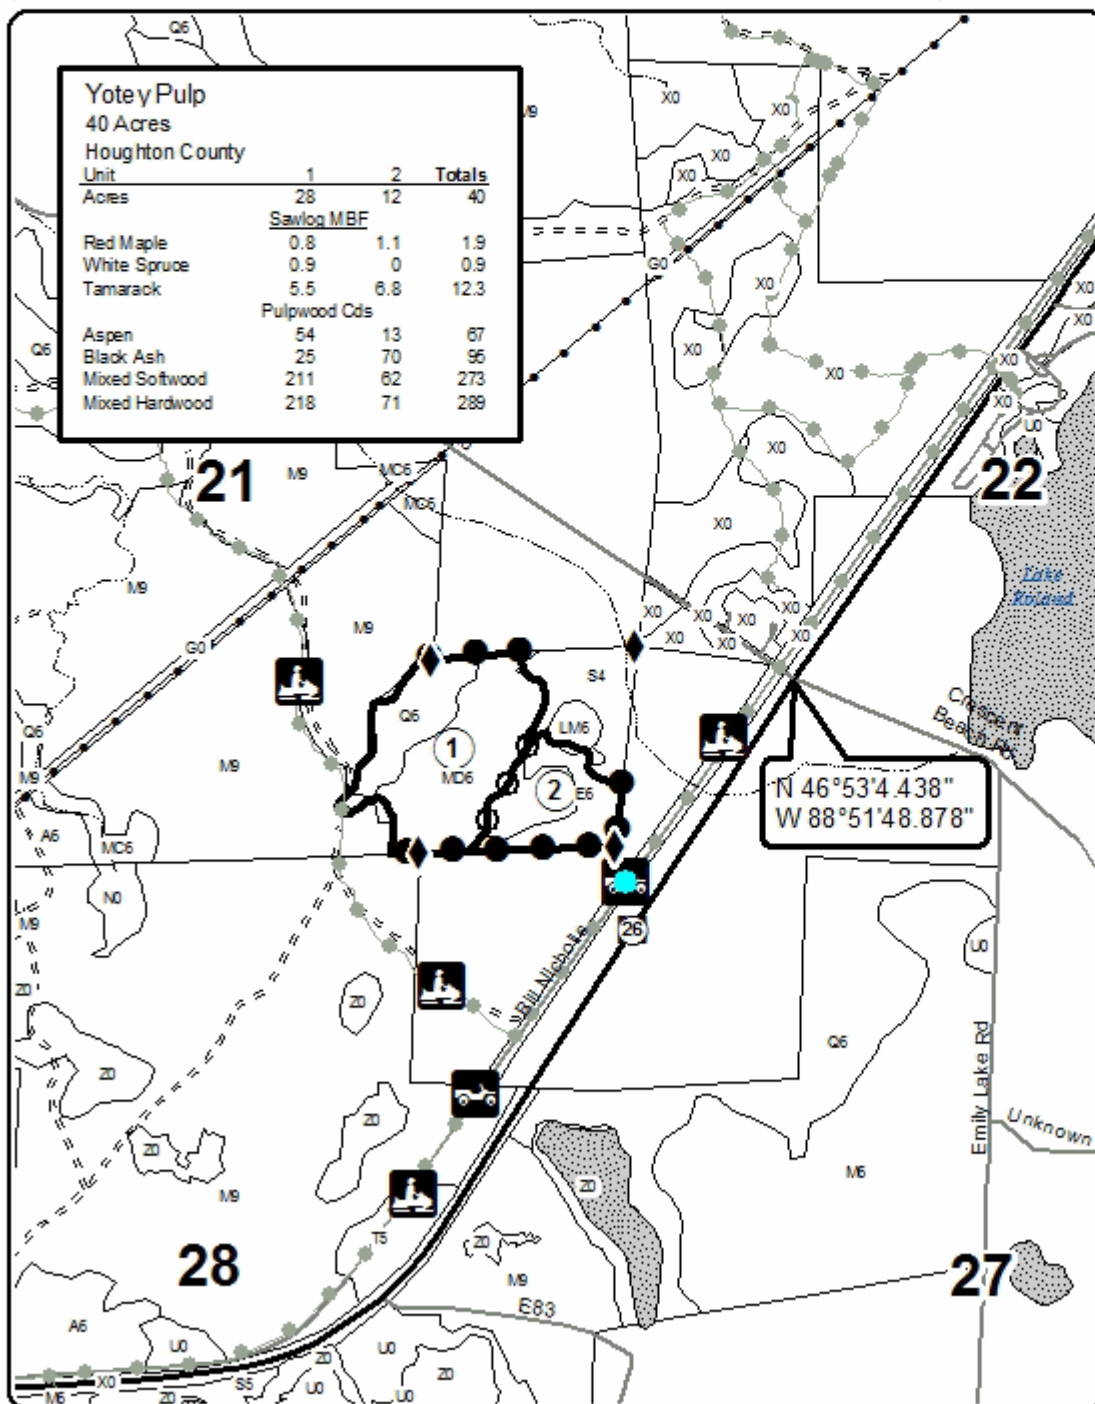 Q6
Yotey Pulp
40 Acres
Houghton County
Unit 1 2 Totals
Acres 28 12 40
Sawlog MBF
Red Maple 0.8 1.1 1.9
White Spruce 0.9 0 0.9
Tamarack 5.5 6.8 12.3
Pulpwood Cds
Aspen 54 13 67
Black Ash 25 70 95
Mixed Softwood 211 62 273
Mixed Hardwood 218 71 289
X0
X0
X0
X0
G0
X0
X0
X0
X0
Q6
X0
X0
X0
X0
U0
21
M9
MC6
MC6
X0
22
X0
Lake
Roland
M9
M9
G0
X0
X0
X0
X0
X0
X0
X0
S4
Q6
Q6
LM6
1
MD6
2
E6
M9
M9
Crescent
Beach Rd
N 46°53'4.438"
W 88°51'48.878"
A6
MC6
N0
M9
26
U0
Bill Nicholls
Z0
Z0
Q6
Z0
Emily Lake Rd
Unknown
Z0
Z0
M9
Z0
M6
T5
Z0
28
M9
27
E83
A6
U0
U0
Z0
Z0
X0
S5
U0
U0
M6
Z0